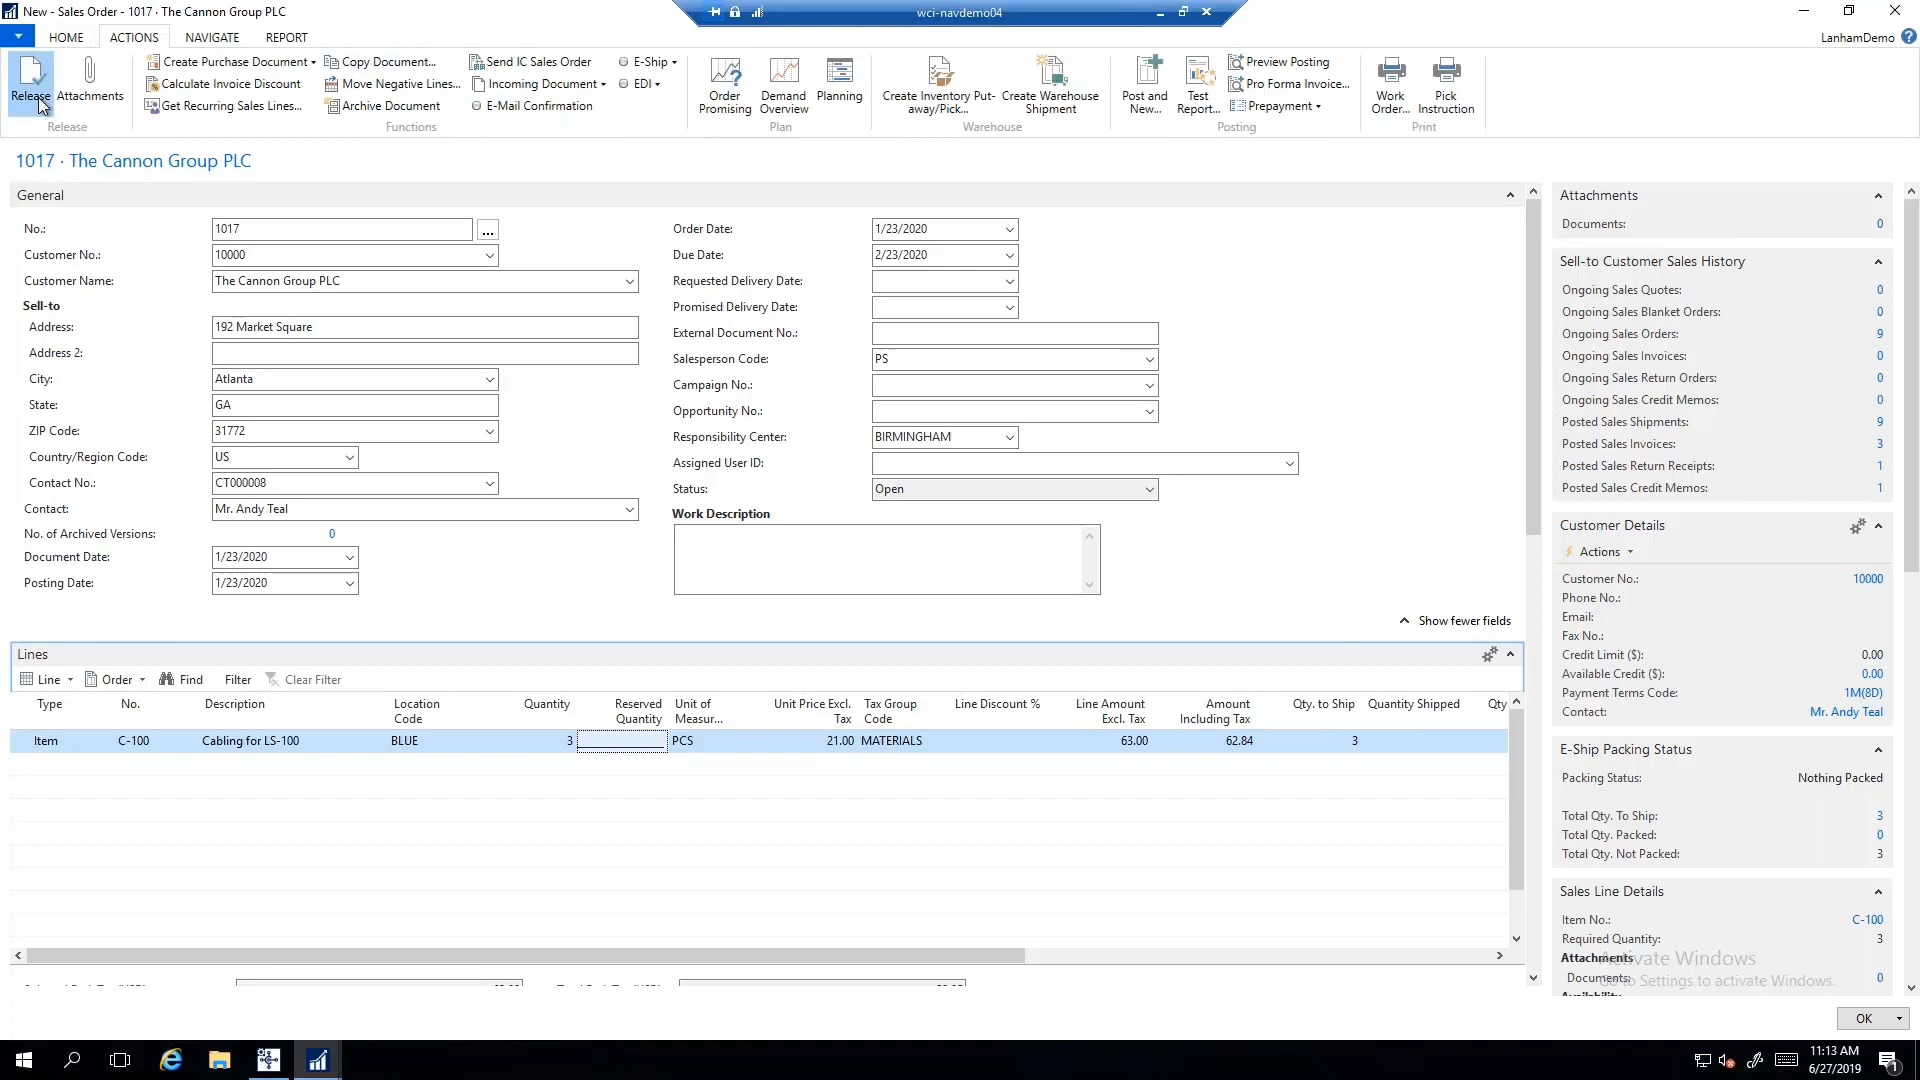 New - Sales Order - 1017 · The Cannon Group PLC
wci-navdemo04
HOME
ACTIONS
NAVIGATE
REPORT
LanhamDemo
Release
Attachments
Create Purchase Document
Calculate Invoice Discount
Get Recurring Sales Lines...
Copy Document...
Move Negative Lines...
Archive Document
Send IC Sales Order
Incoming Document
E-Mail Confirmation
E-Ship
EDI
Order Promising
Demand Overview
Planning
Create Inventory Put-away/Pick...
Create Warehouse Shipment
Post and New...
Test Report...
Preview Posting
Pro Forma Invoice...
Prepayment
Work Order...
Pick Instruction
Release
Functions
Plan
Warehouse
Posting
Print
1017 · The Cannon Group PLC
General
No.: 1017 ...
Customer No.: 10000
Customer Name: The Cannon Group PLC
Sell-to
Address: 192 Market Square
Address 2:
City: Atlanta
State: GA
ZIP Code: 31772
Country/Region Code: US
Contact No.: CT000008
Contact: Mr. Andy Teal
No. of Archived Versions: 0
Document Date: 1/23/2020
Posting Date: 1/23/2020
Order Date: 1/23/2020
Due Date: 2/23/2020
Requested Delivery Date:
Promised Delivery Date:
External Document No.:
Salesperson Code: PS
Campaign No.:
Opportunity No.:
Responsibility Center: BIRMINGHAM
Assigned User ID:
Status: Open
Work Description
Show fewer fields
Lines
Line Order Find Filter Clear Filter
Type No. Description Location Code Quantity Reserved Quantity Unit of Measur... Unit Price Excl. Tax Tax Group Code Line Discount % Line Amount Excl. Tax Amount Including Tax Qty. to Ship Quantity Shipped Qty
Item C-100 Cabling for LS-100 BLUE 3 PCS 21.00 MATERIALS 63.00 62.84 3
Attachments
Documents: 0
Sell-to Customer Sales History
Ongoing Sales Quotes: 0
Ongoing Sales Blanket Orders: 0
Ongoing Sales Orders: 9
Ongoing Sales Invoices: 0
Ongoing Sales Return Orders: 0
Ongoing Sales Credit Memos: 0
Posted Sales Shipments: 9
Posted Sales Invoices: 3
Posted Sales Return Receipts: 1
Posted Sales Credit Memos: 1
Customer Details
Actions
Customer No.: 10000
Phone No.:
Email:
Fax No.:
Credit Limit ($): 0.00
Available Credit ($): 0.00
Payment Terms Code: 1M(8D)
Contact: Mr. Andy Teal
E-Ship Packing Status
Packing Status: Nothing Packed
Total Qty. To Ship: 3
Total Qty. Packed: 0
Total Qty. Not Packed: 3
Sales Line Details
Item No.: C-100
Required Quantity: 3
Attachments
Documents: 0
Activate Windows
Go to Settings to activate Windows.
OK
11:13 AM
6/27/2019
1